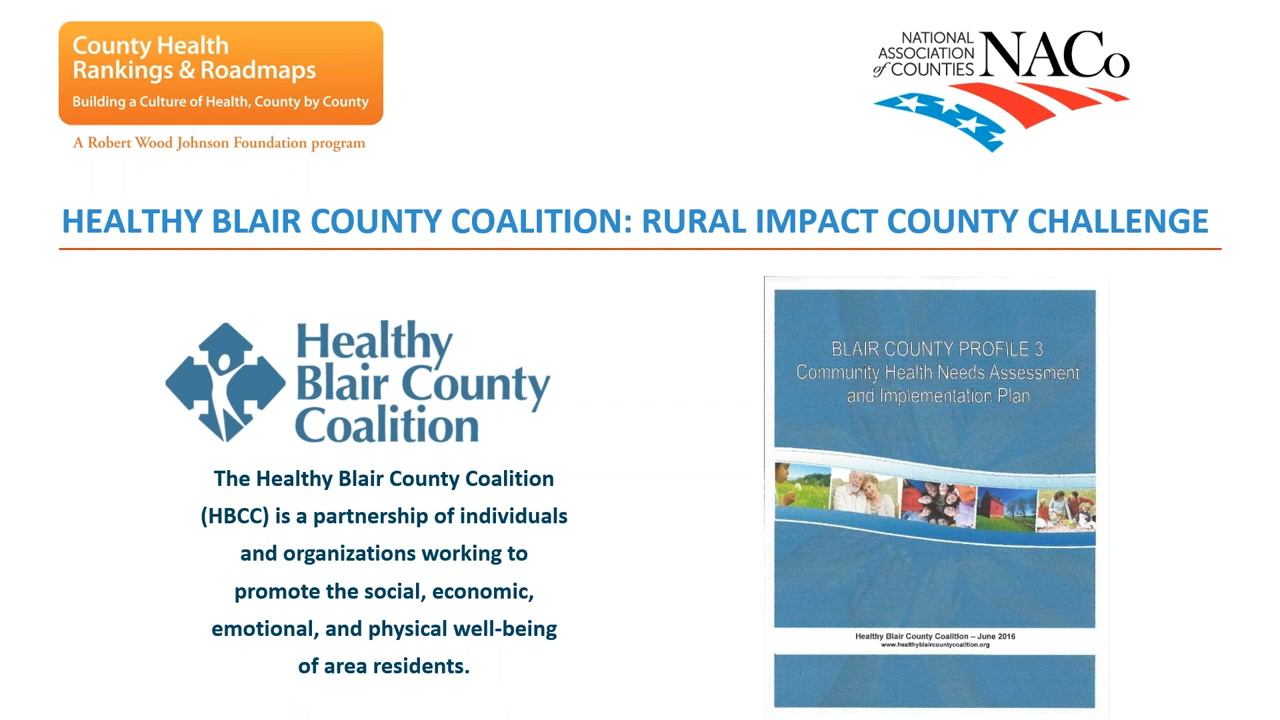 County Health
Rankings & Roadmaps
Building a Culture of Health, County by County
A Robert Wood Johnson Foundation program
NATIONAL
ASSOCIATION
of COUNTIES
NACo
HEALTHY BLAIR COUNTY COALITION: RURAL IMPACT COUNTY CHALLENGE
Healthy
Blair County
Coalition
The Healthy Blair County Coalition
(HBCC) is a partnership of individuals
and organizations working to
promote the social, economic,
emotional, and physical well-being
of area residents.
BLAIR COUNTY PROFILE 3
Community Health Needs Assessment
and Implementation Plan
Healthy Blair County Coalition – June 2016
www.healthyblaircountycoalition.org